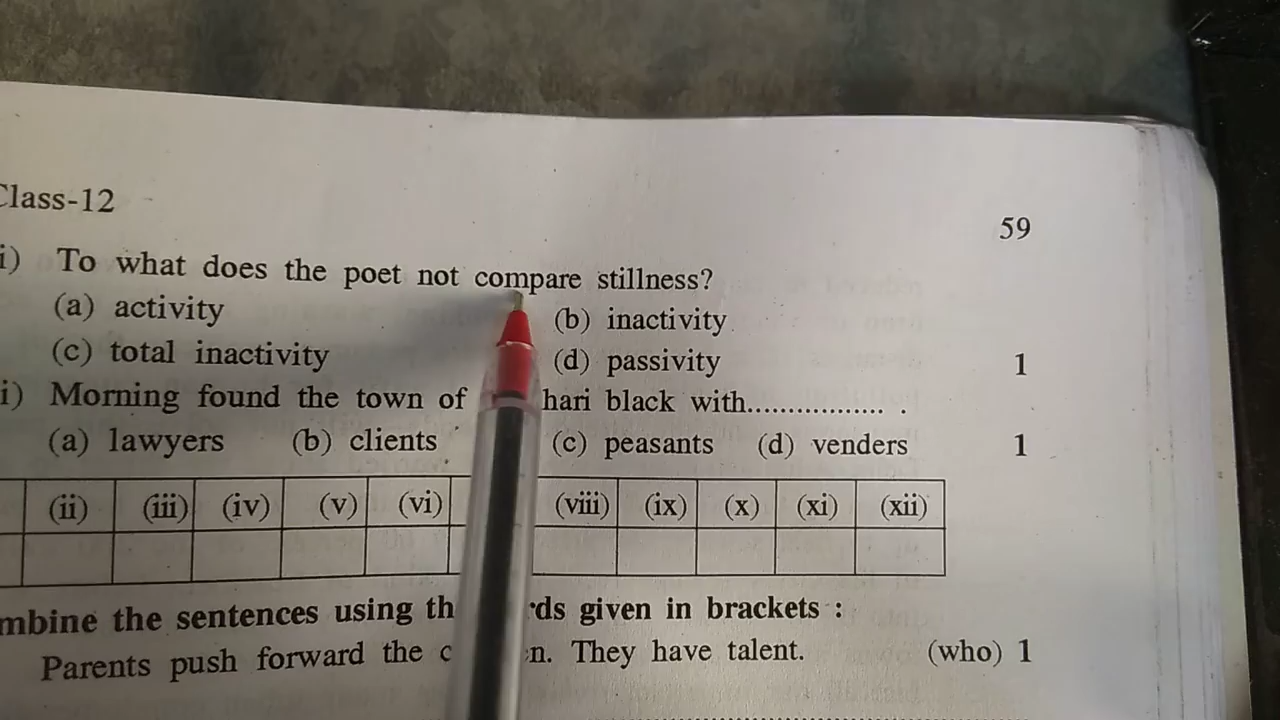 Class-12
59
i) To what does the poet not compare stillness?
(a) activity (b) inactivity
(c) total inactivity (d) passivity 1
i) Morning found the town of hari black with................. .
(a) lawyers (b) clients (c) peasants (d) venders 1
(ii) (iii) (iv) (v) (vi) (viii) (ix) (x) (xi) (xii)
mbine the sentences using th rds given in brackets :
Parents push forward the c n. They have talent. (who) 1